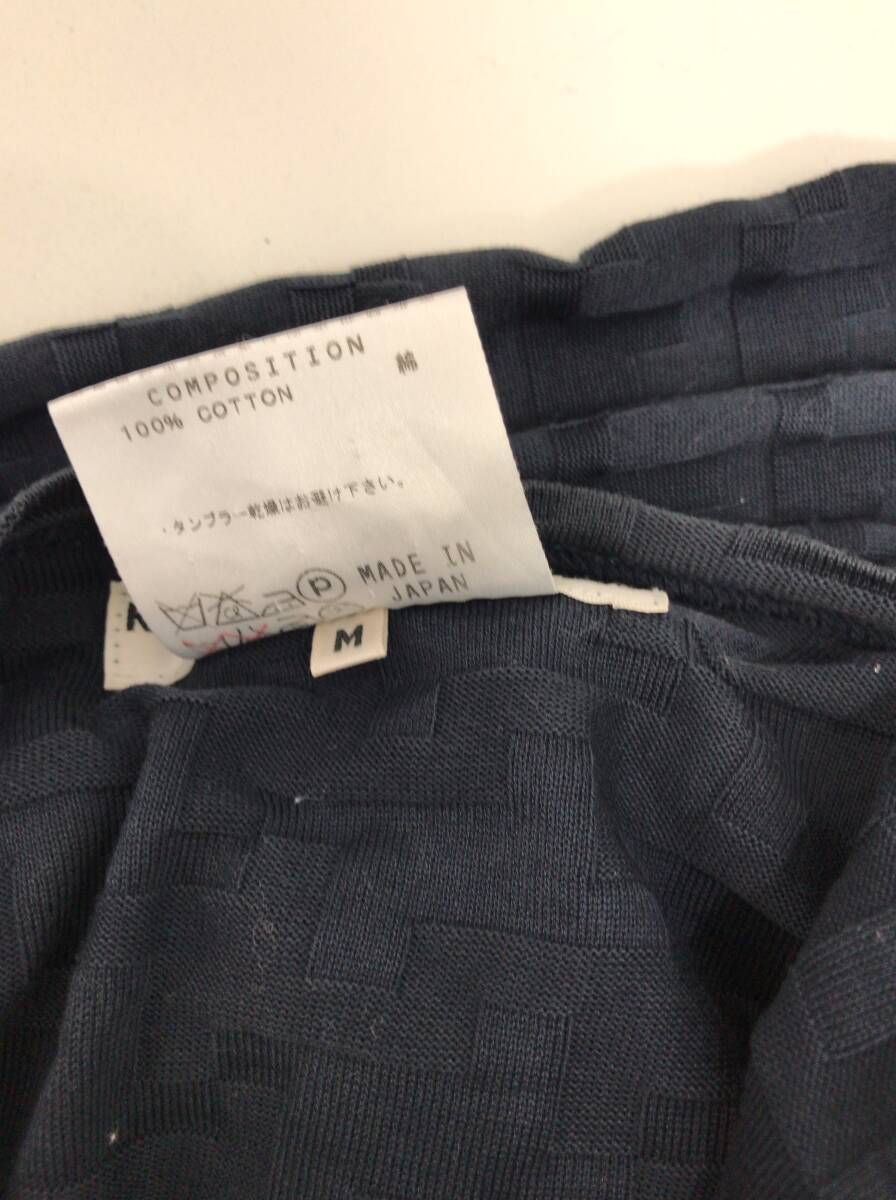 COMPOSITION
100% COTTON 綿
・タンブラー乾燥はお避け下さい。
P MADE IN
JAPAN
M